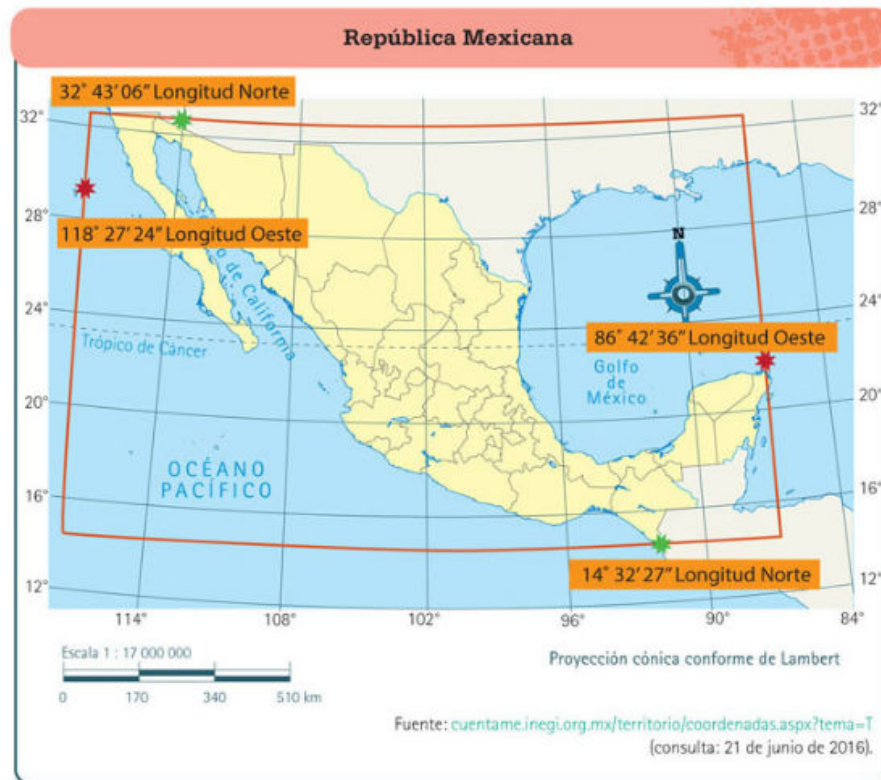 República Mexicana
32° 43' 06" Longitud Norte
32°
32°
28°
28°
118° 27' 24" Longitud Oeste
de California
N
24°
24°
86° 42' 36" Longitud Oeste
Trópico de Cáncer
Golfo
de
México
20°
20°
OCÉANO
PACÍFICO
16°
16°
14° 32' 27" Longitud Norte
12°
12°
114°
108°
102°
96°
90°
84°
Escala 1 : 17 000 000
0 170 340 510 km
Proyección cónica conforme de Lambert
Fuente: cuentame.inegi.org.mx/territorio/coordenadas.aspx?tema=T
(consulta: 21 de junio de 2016).